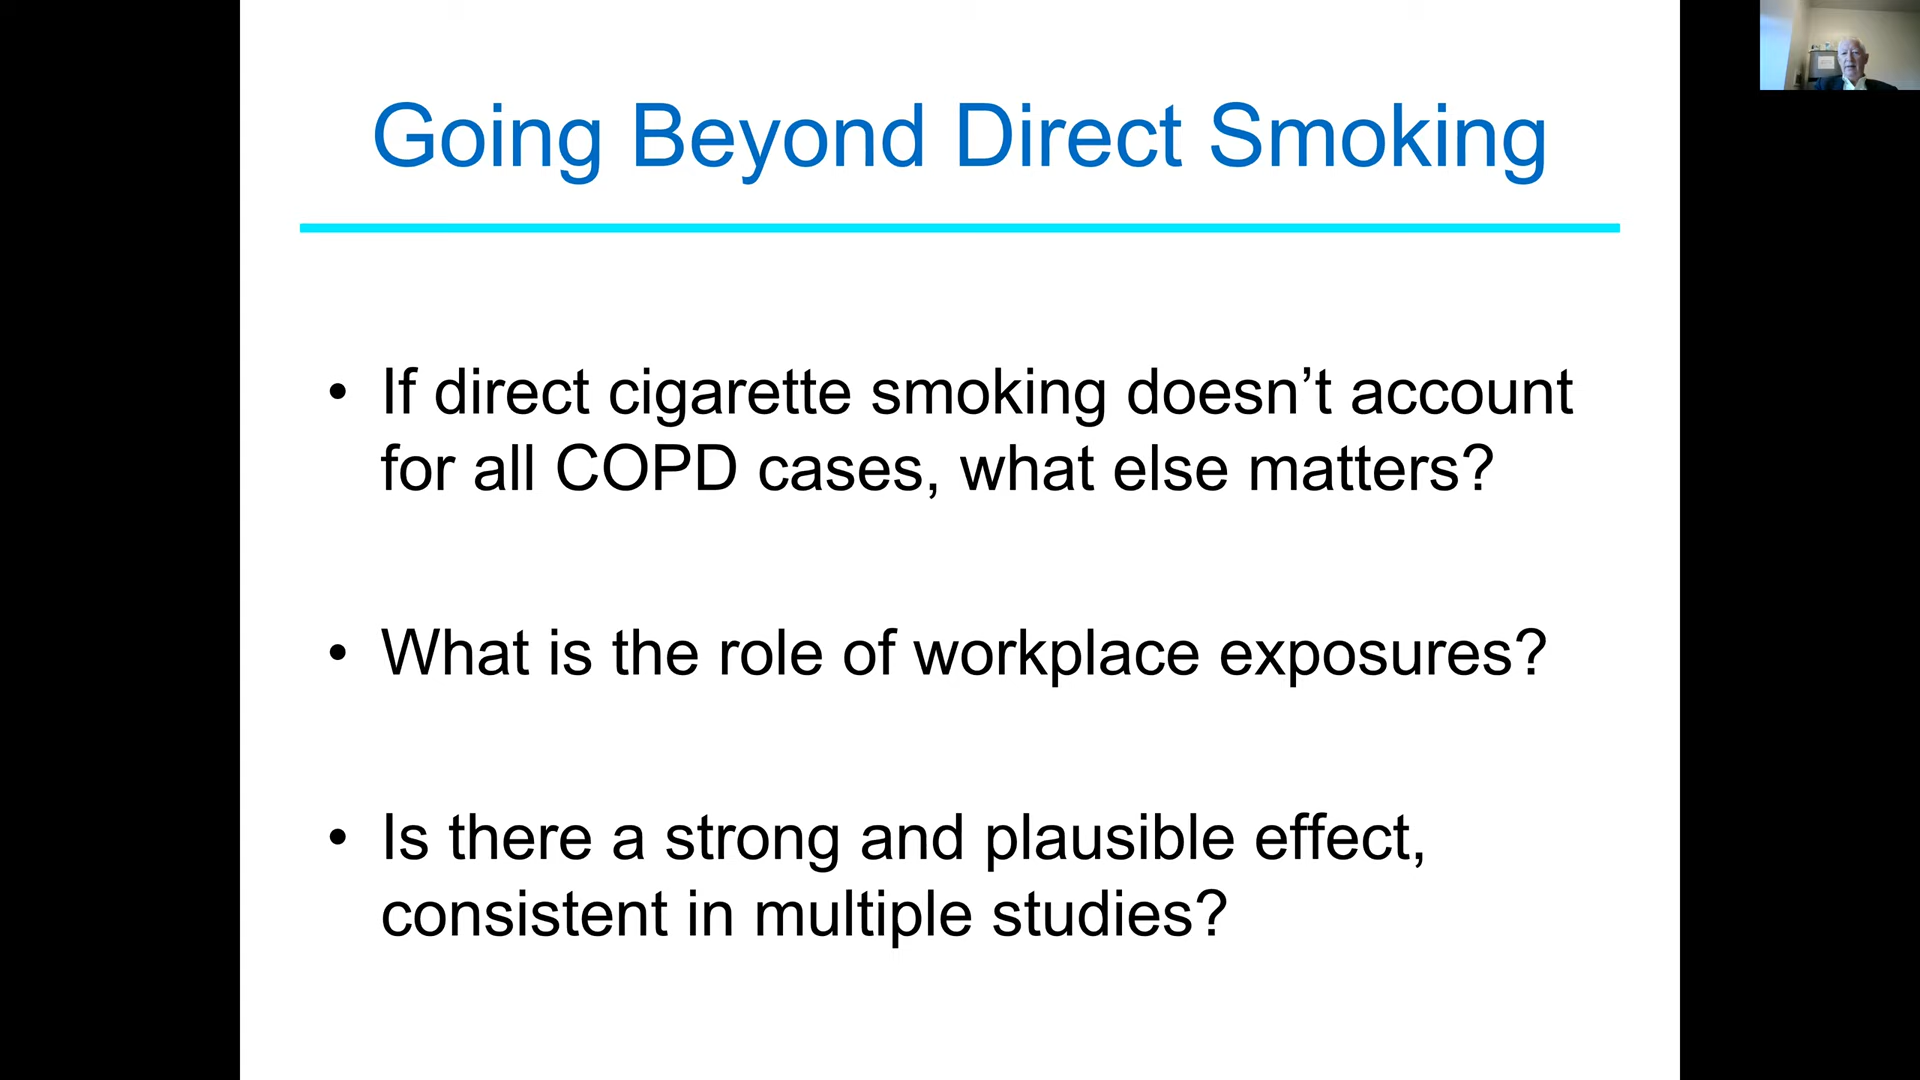 Going Beyond Direct Smoking
• If direct cigarette smoking doesn’t account
for all COPD cases, what else matters?
• What is the role of workplace exposures?
• Is there a strong and plausible effect,
consistent in multiple studies?